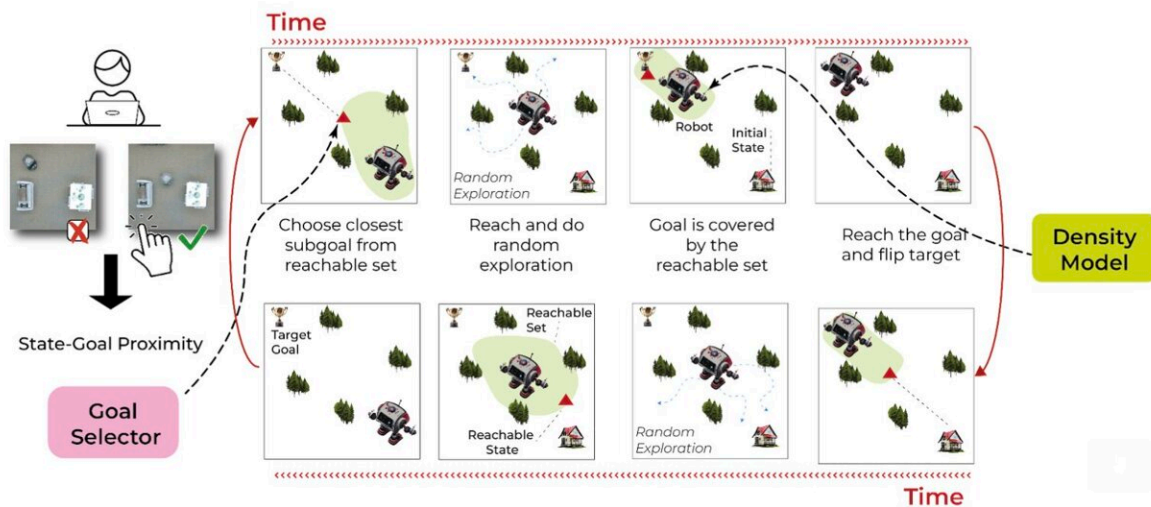 Time
Random
Exploration
Robot
Initial
State
Choose closest
subgoal from
reachable set
Reach and do
random
exploration
Goal is covered
by the
reachable set
Reach the goal
and flip target
Density
Model
State-Goal Proximity
Goal
Selector
Target
Goal
Reachable
Set
Reachable
State
Random
Exploration
Time